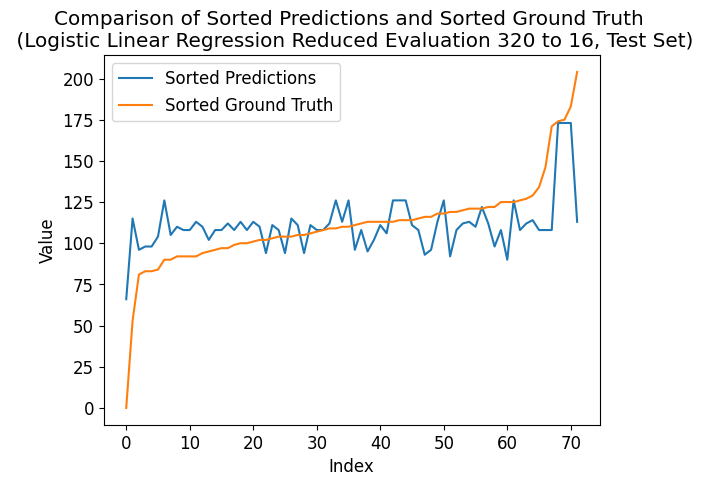 Comparison of Sorted Predictions and Sorted Ground Truth
(Logistic Linear Regression Reduced Evaluation 320 to 16, Test Set)
Sorted Predictions
Sorted Ground Truth
200
175
150
125
100
75
50
25
0
Value
0 10 20 30 40 50 60 70
Index